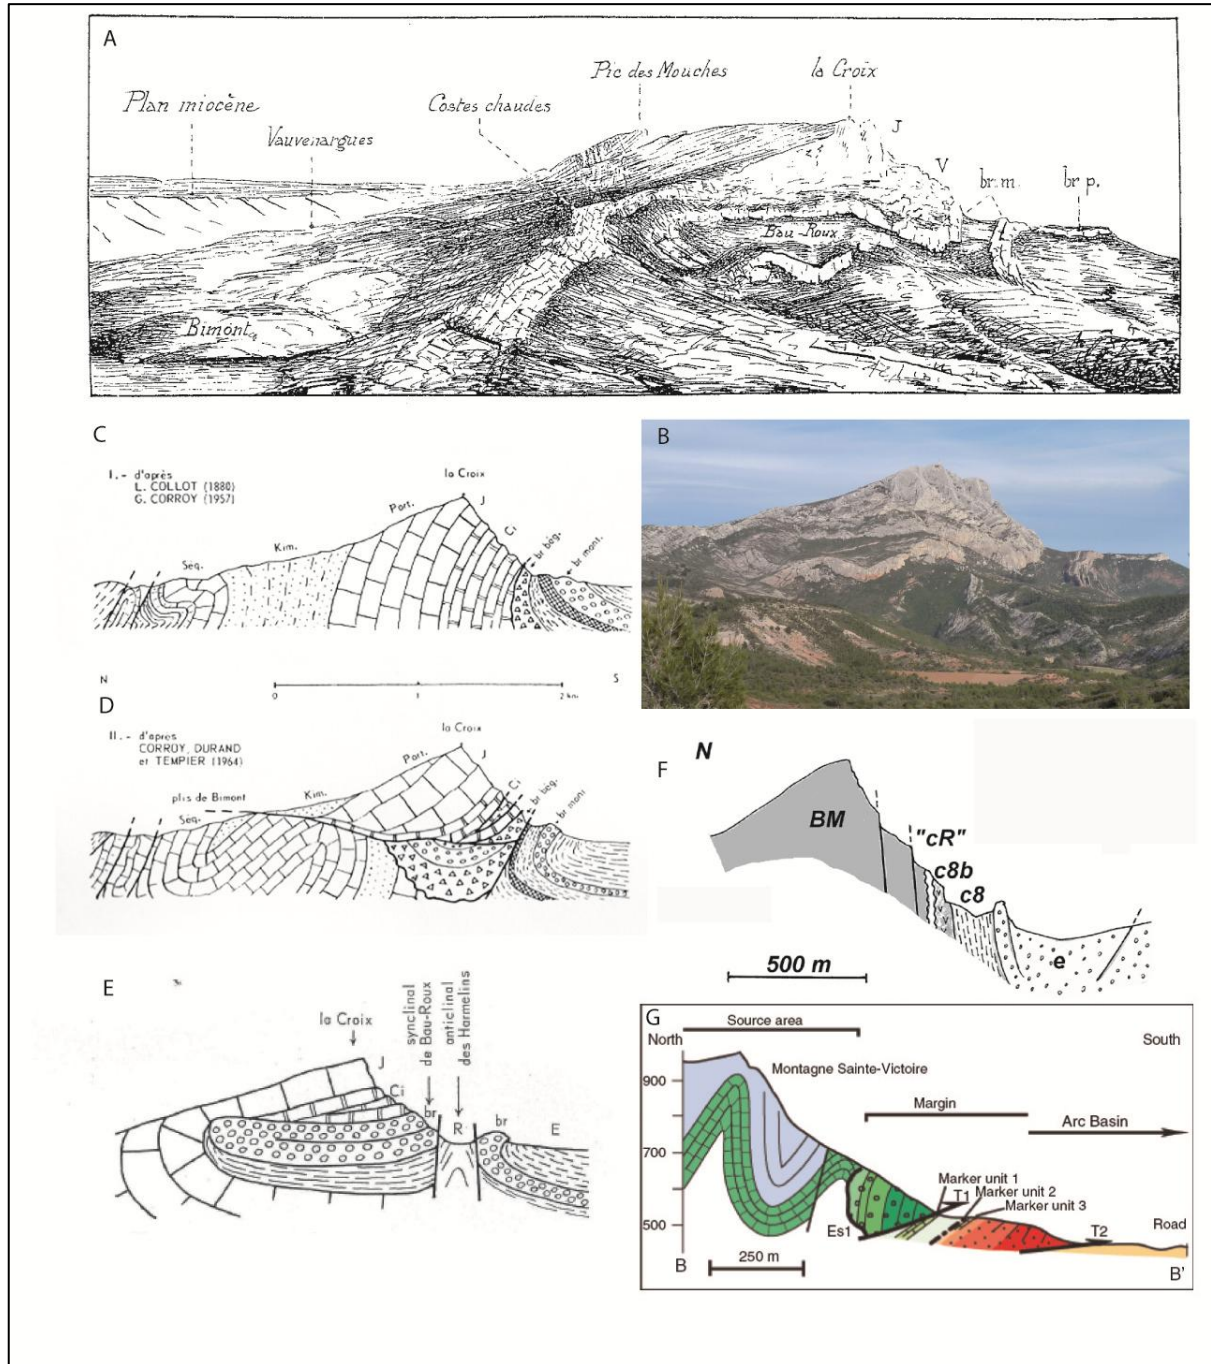 A
Pic des Mouches
la Croix
Plan miocène
Costes chaudes
Vauvenargues
J
V
br. m.
br p.
Bau-Roux
Bimont
C
I.- d'après
L. COLLOT (1880)
G. CORROY (1957)
la Croix
J
Port.
Ci
Kim.
Séq.
br bég.
br mont.
B
N
S
0
1
2 km
D
II.- d'après
CORROY, DURAND
et TEMPIER (1964)
la Croix
Port.
J
Ci
plis de Bimont
Kim.
Séq.
br bég.
br mont
E
la Croix
synclinal
de Bau-Roux
anticlinal
des Harmelins
J
Ci
br
R
br
E
F
N
BM
"cR"
c8b
c8
e
500 m
G
Source area
North
South
Montagne Sainte-Victoire
900
Margin
Arc Basin
700
Marker unit 1
T1
Marker unit 2
Marker unit 3
500
Es1
T2
Road
B
250 m
B'